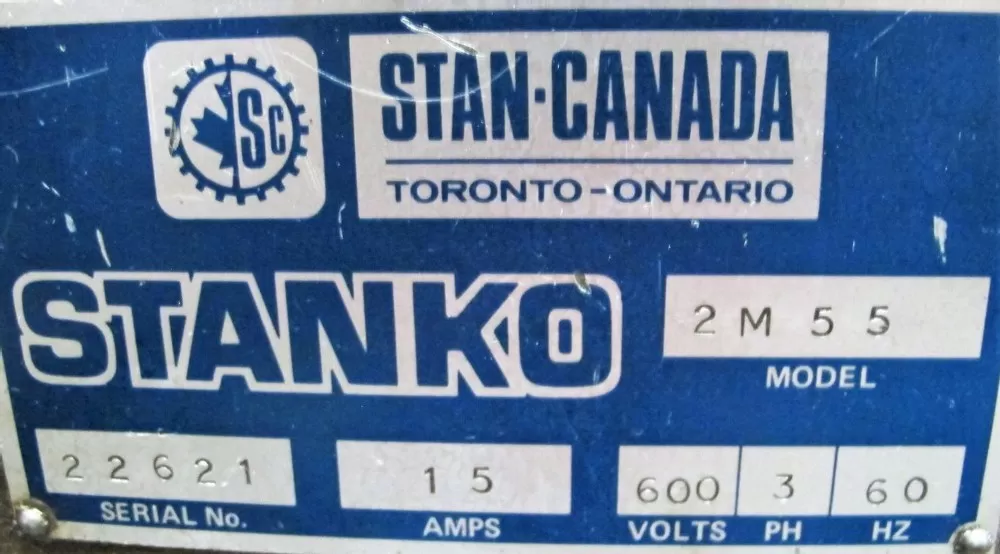 SC
STAN·CANADA
TORONTO – ONTARIO
STANKO
2M55
MODEL
22621
SERIAL No.
15
AMPS
600 3 60
VOLTS PH HZ